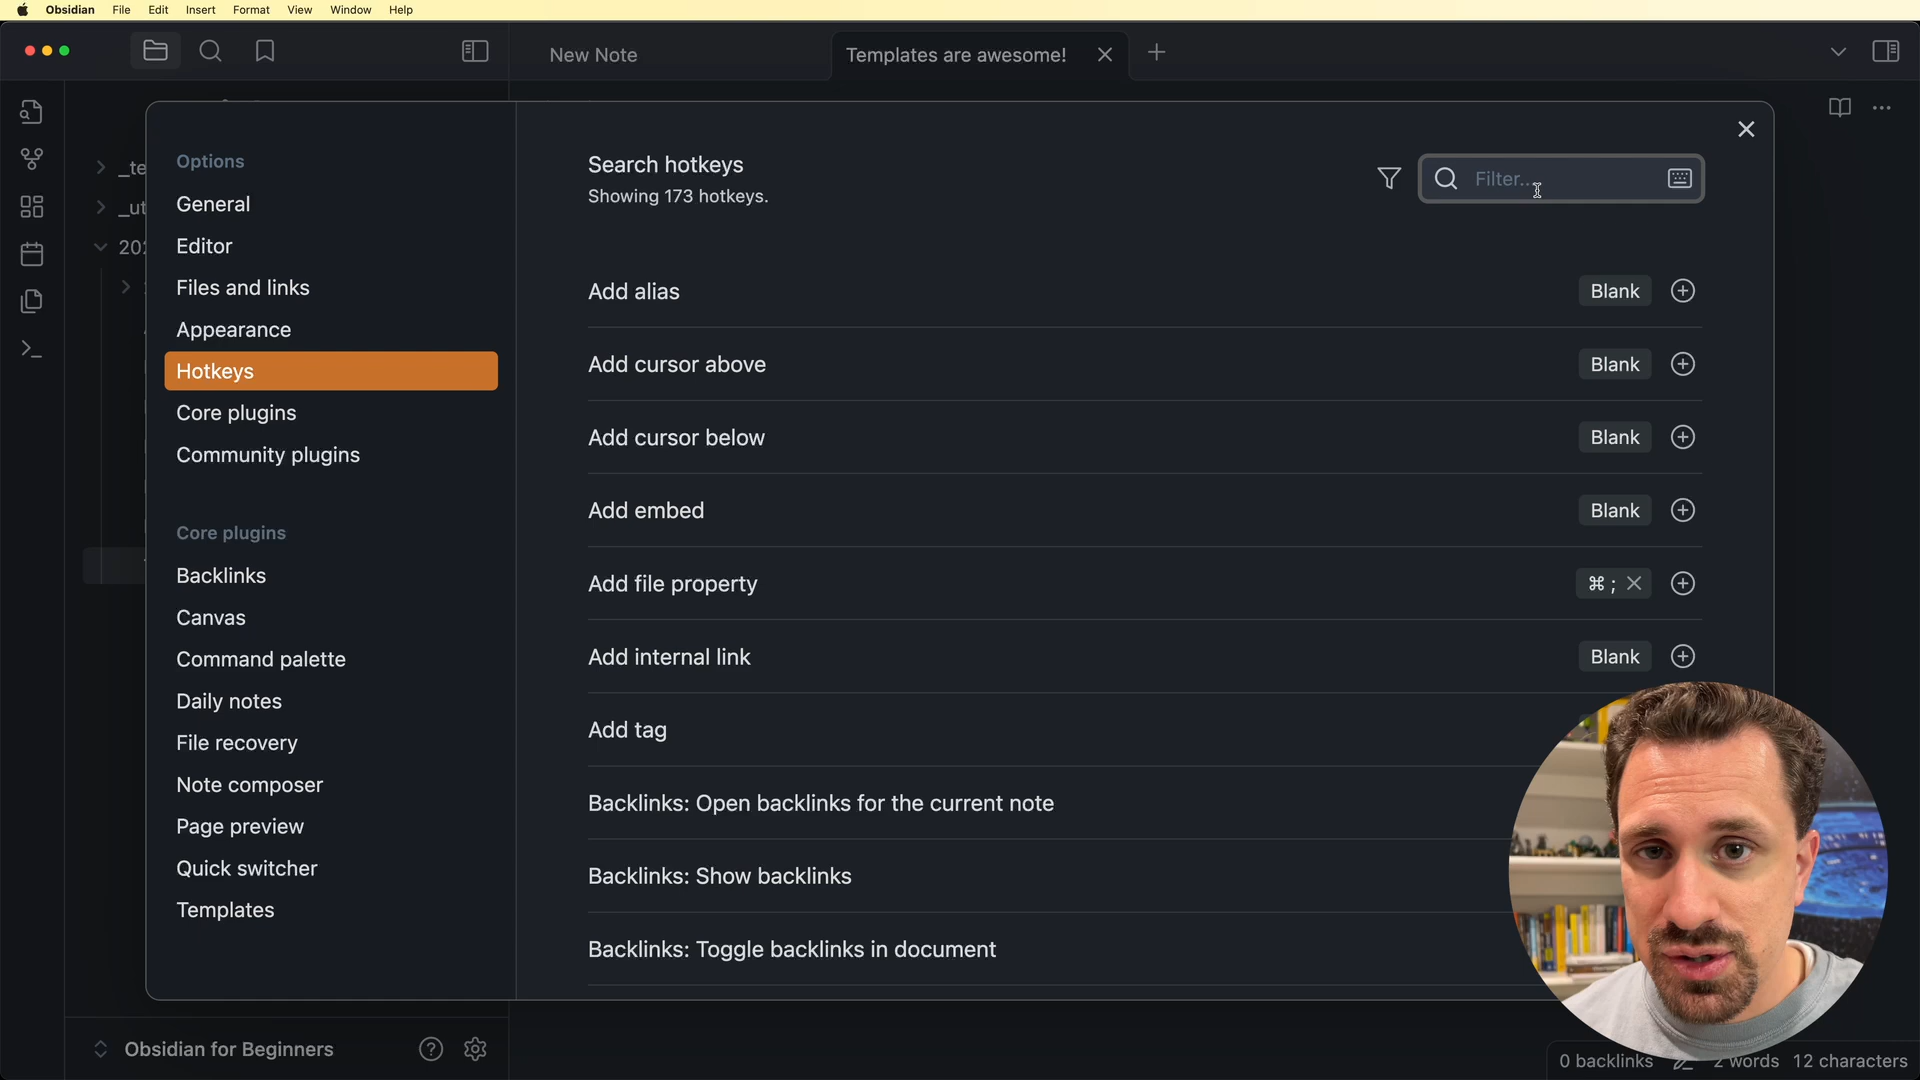 Obsidian File Edit Insert Format View Window Help
New Note
Templates are awesome!
_te
_ut
202
Options
General
Editor
Files and links
Appearance
Hotkeys
Core plugins
Community plugins
Core plugins
Backlinks
Canvas
Command palette
Daily notes
File recovery
Note composer
Page preview
Quick switcher
Templates
Search hotkeys
Showing 173 hotkeys.
Filter...
Add alias
Blank
Add cursor above
Blank
Add cursor below
Blank
Add embed
Blank
Add file property
⌘ ;
Add internal link
Blank
Add tag
Backlinks: Open backlinks for the current note
Backlinks: Show backlinks
Backlinks: Toggle backlinks in document
Obsidian for Beginners
0 backlinks 2 words 12 characters